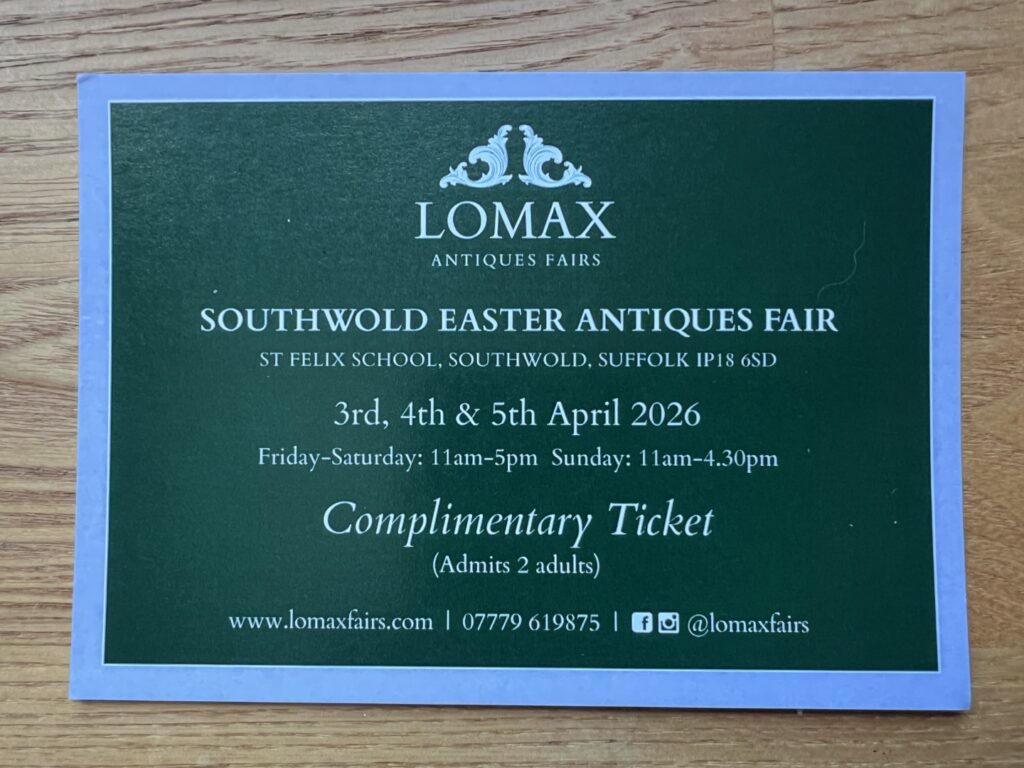 LOMAX
ANTIQUES FAIRS
SOUTHWOLD EASTER ANTIQUES FAIR
ST FELIX SCHOOL, SOUTHWOLD, SUFFOLK IP18 6SD
3rd, 4th & 5th April 2026
Friday-Saturday: 11am-5pm Sunday: 11am-4.30pm
Complimentary Ticket
(Admits 2 adults)
www.lomaxfairs.com | 07779 619875 | f @lomaxfairs